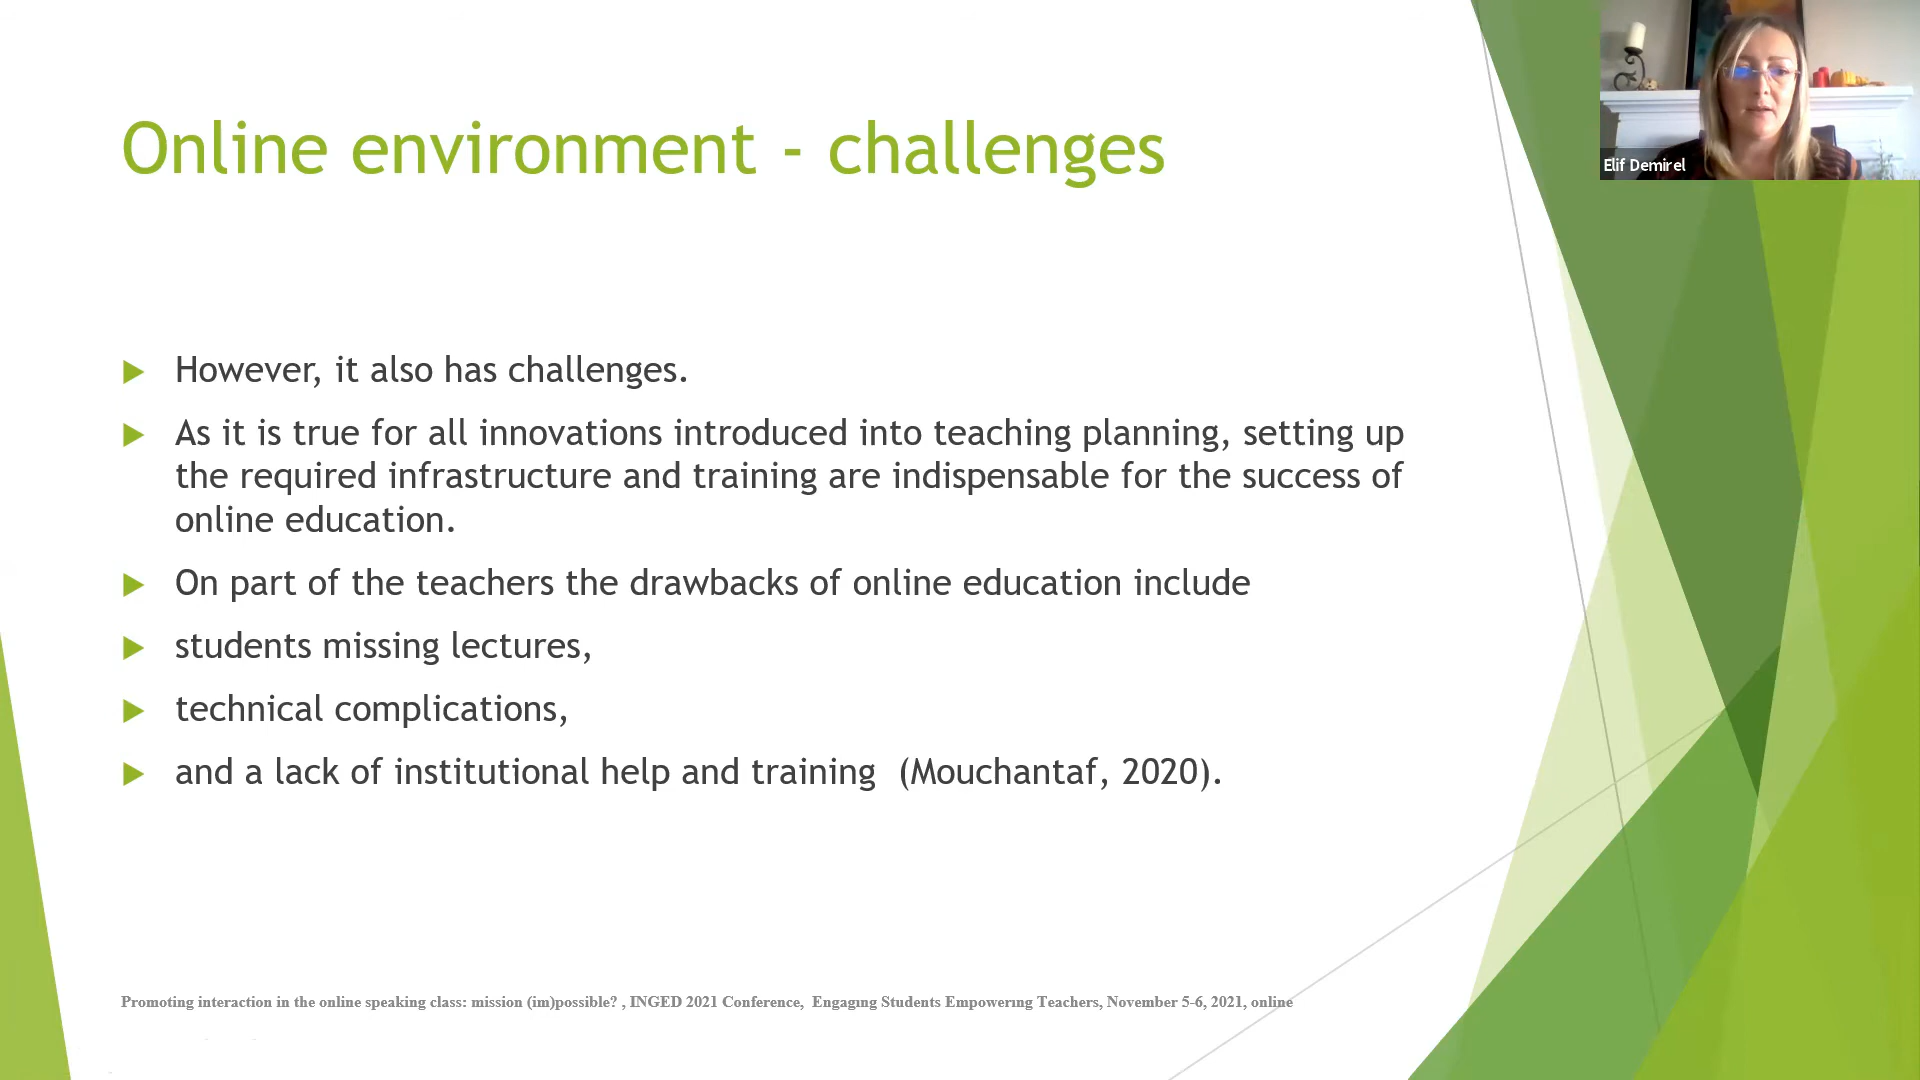 Online environment - challenges
Elif Demirel
However, it also has challenges.
As it is true for all innovations introduced into teaching planning, setting up
the required infrastructure and training are indispensable for the success of
online education.
On part of the teachers the drawbacks of online education include
students missing lectures,
technical complications,
and a lack of institutional help and training (Mouchantaf, 2020).
Promoting interaction in the online speaking class: mission (im)possible? , INGED 2021 Conference, Engagıng Students Empowerıng Teachers, November 5-6, 2021, online